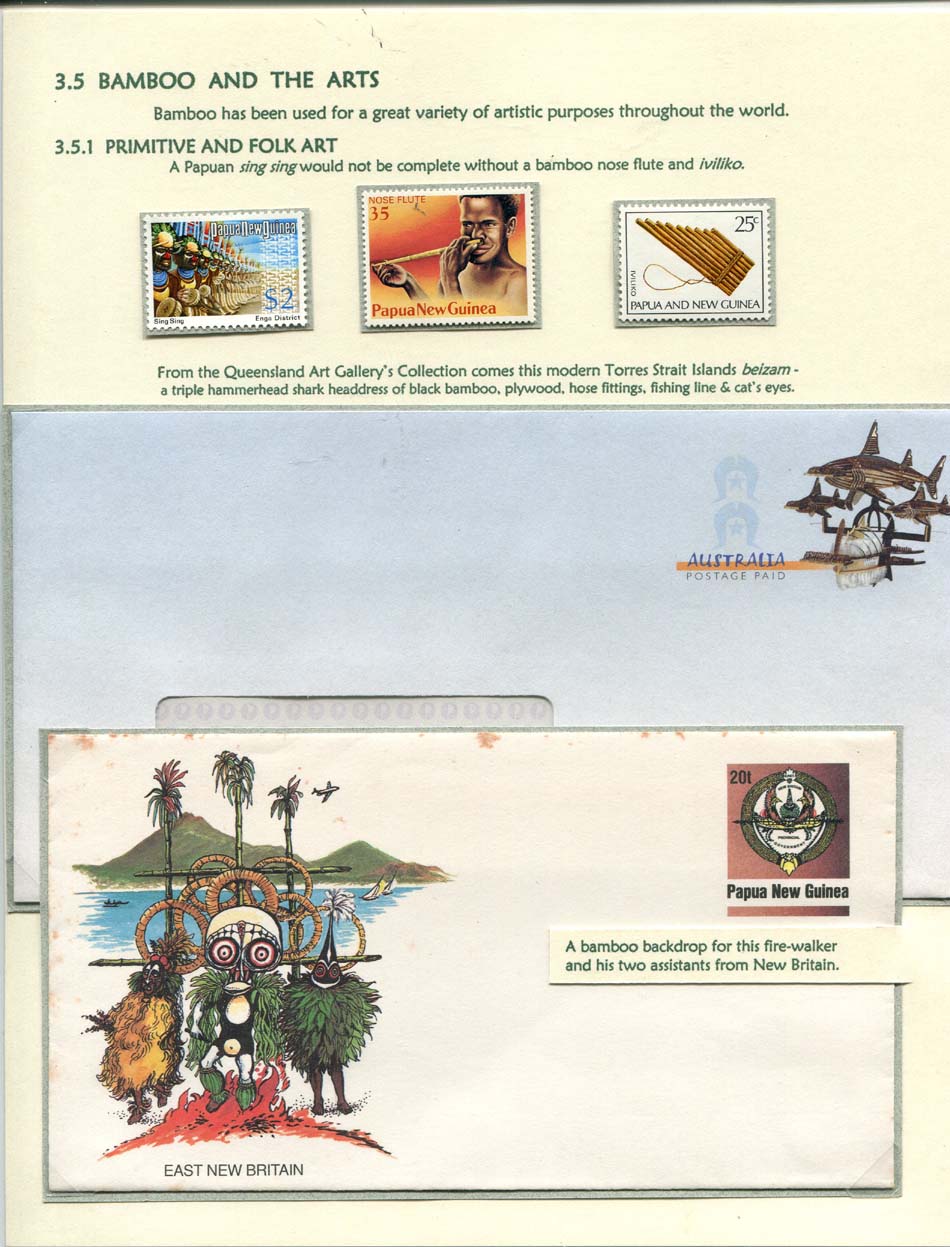 3.5 BAMBOO AND THE ARTS
Bamboo has been used for a great variety of artistic purposes throughout the world.
3.5.1 PRIMITIVE AND FOLK ART
A Papuan sing sing would not be complete without a bamboo nose flute and iviliko.
Papua New Guinea
$2
Sing Sing Enga District
NOSE FLUTE
35
Papua New Guinea
25c
IVILIKO
PAPUA AND NEW GUINEA
From the Queensland Art Gallery's Collection comes this modern Torres Strait Islands beizam -
a triple hammerhead shark headdress of black bamboo, plywood, hose fittings, fishing line & cat's eyes.
AUSTRALIA
POSTAGE PAID
20t
PROVINCIAL
GOVERNMENT
Papua New Guinea
A bamboo backdrop for this fire-walker
and his two assistants from New Britain.
EAST NEW BRITAIN